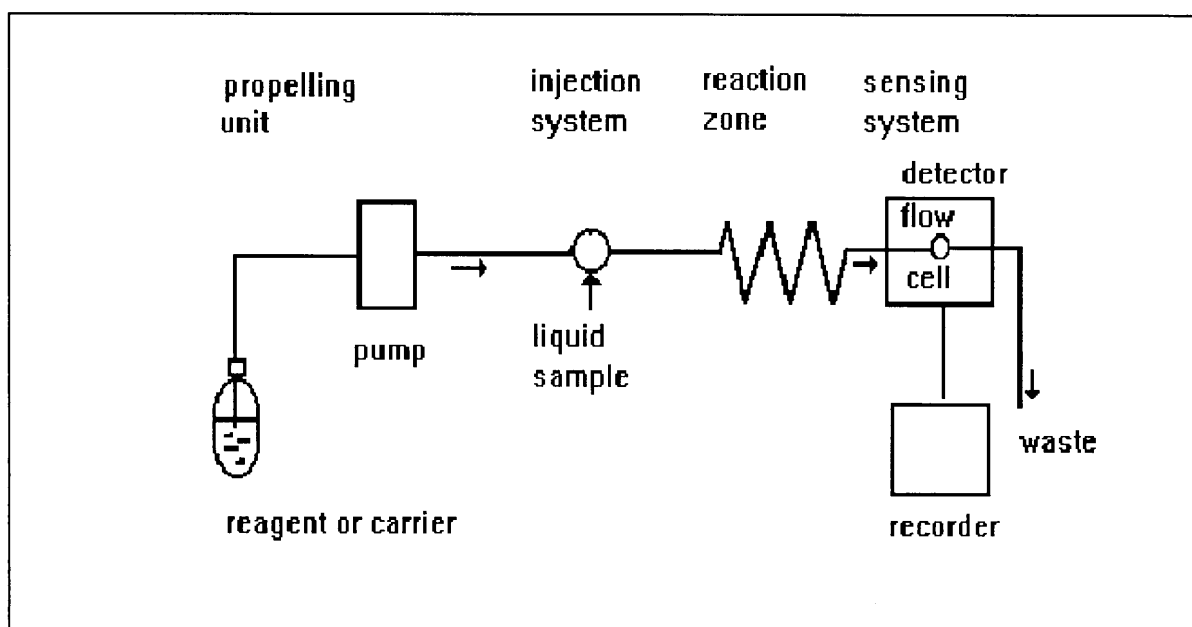 propelling
unit
injection
system
reaction
zone
sensing
system
detector
flow
cell
pump
liquid
sample
waste
reagent or carrier
recorder